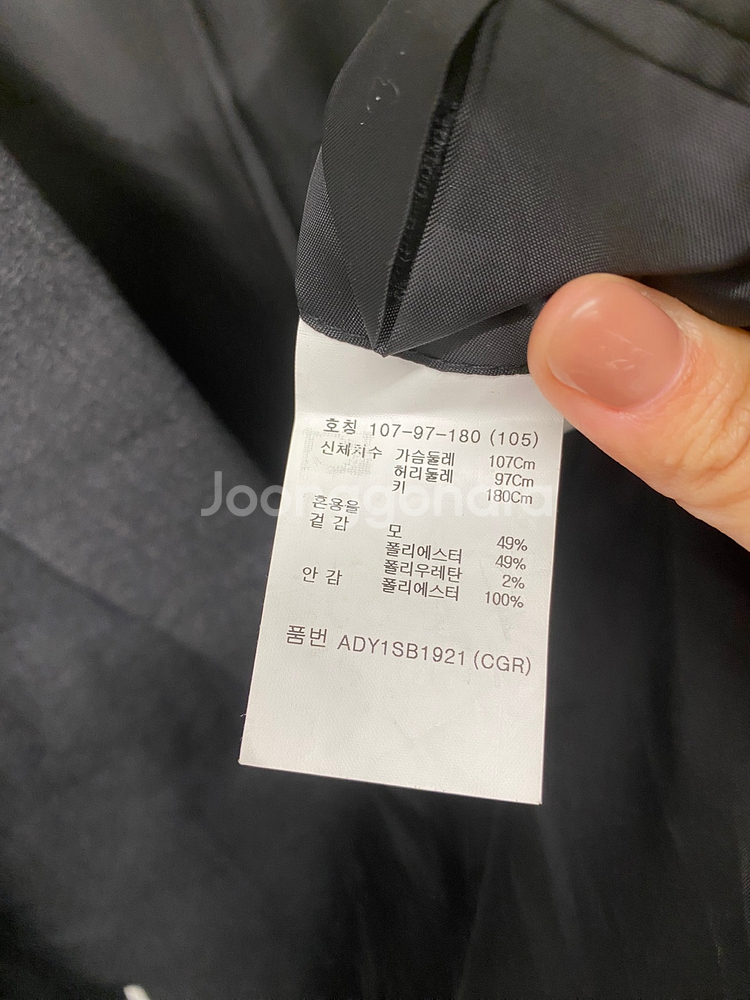 호칭 107-97-180 (105)
신체치수 가슴둘레 107Cm
허리둘레 97Cm
키 180Cm
혼용율
겉 감 모 49%
폴리에스터 49%
폴리우레탄 2%
안 감 폴리에스터 100%
품번 ADY1SB1921 (CGR)
Joonggonara